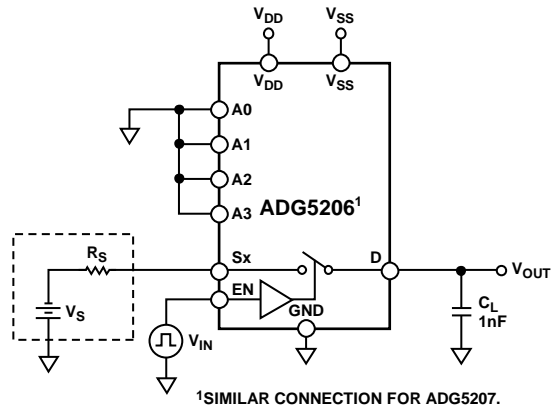 VDD VSS
VDD VSS
A0
A1
A2
A3
ADG5206¹
Sx D
RS
VOUT
EN
GND
VS
VIN
CL
1nF
¹SIMILAR CONNECTION FOR ADG5207.